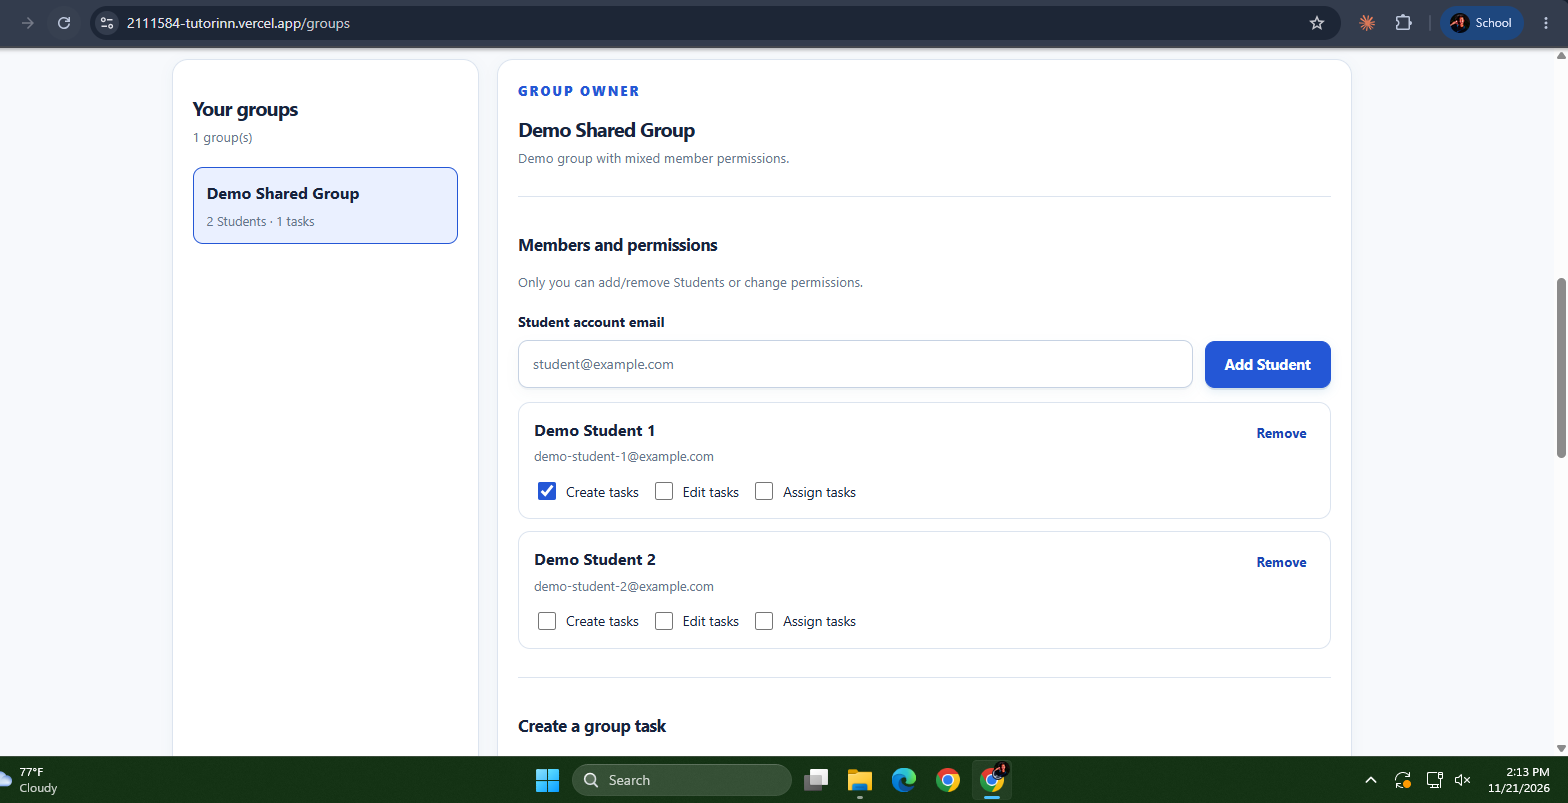 2111584-tutorinn.vercel.app/groups
School
Your groups
1 group(s)
Demo Shared Group
2 Students · 1 tasks
GROUP OWNER
Demo Shared Group
Demo group with mixed member permissions.
Members and permissions
Only you can add/remove Students or change permissions.
Student account email
student@example.com
Add Student
Demo Student 1
Remove
demo-student-1@example.com
Create tasks
Edit tasks
Assign tasks
Demo Student 2
Remove
demo-student-2@example.com
Create tasks
Edit tasks
Assign tasks
Create a group task
77°F
Cloudy
Search
2:13 PM
11/21/2026